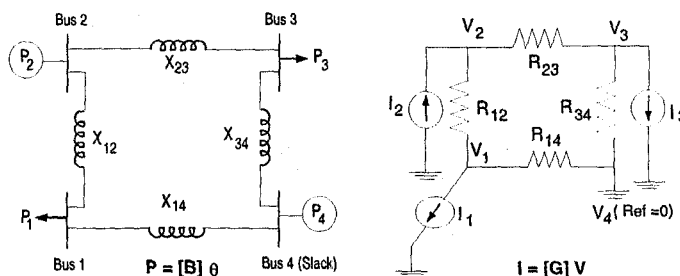 Bus 2
Bus 3
P2
X23
P3
X12
X34
P1
X14
P4
Bus 1
P = [B] θ
Bus 4 (Slack)
V2
V3
R23
I2
R12
R34
V1
R14
I1
V4 ( Ref =0)
I = [G] V